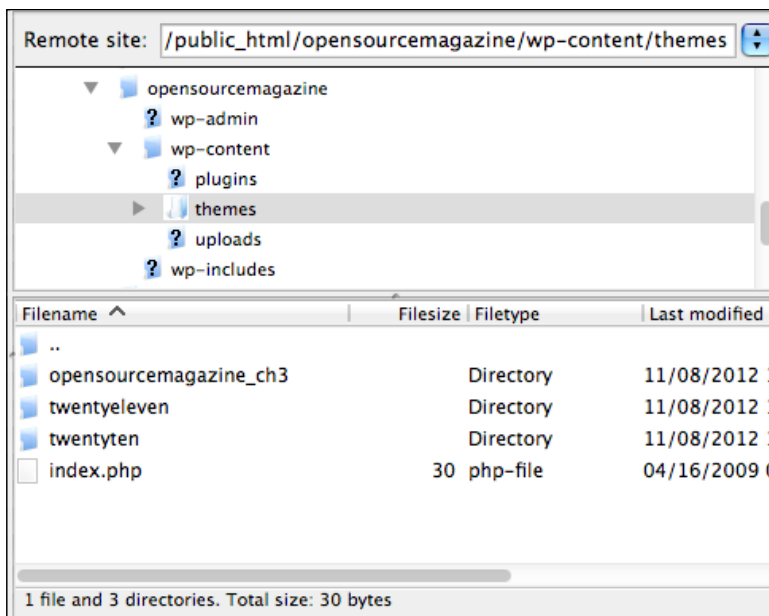 Remote site: /public_html/opensourcemagazine/wp-content/themes
opensourcemagazine
? wp-admin
wp-content
? plugins
themes
? uploads
? wp-includes
Filename Filesize Filetype Last modified
..
opensourcemagazine_ch3 Directory 11/08/2012
twentyeleven Directory 11/08/2012
twentyten Directory 11/08/2012
index.php 30 php-file 04/16/2009
1 file and 3 directories. Total size: 30 bytes